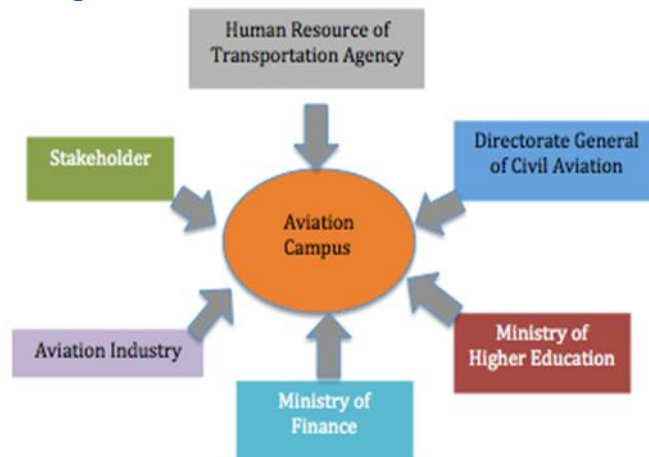 Human Resource of
Transportation Agency
Stakeholder
Directorate General
of Civil Aviation
Aviation
Campus
Aviation Industry
Ministry of
Higher Education
Ministry of
Finance